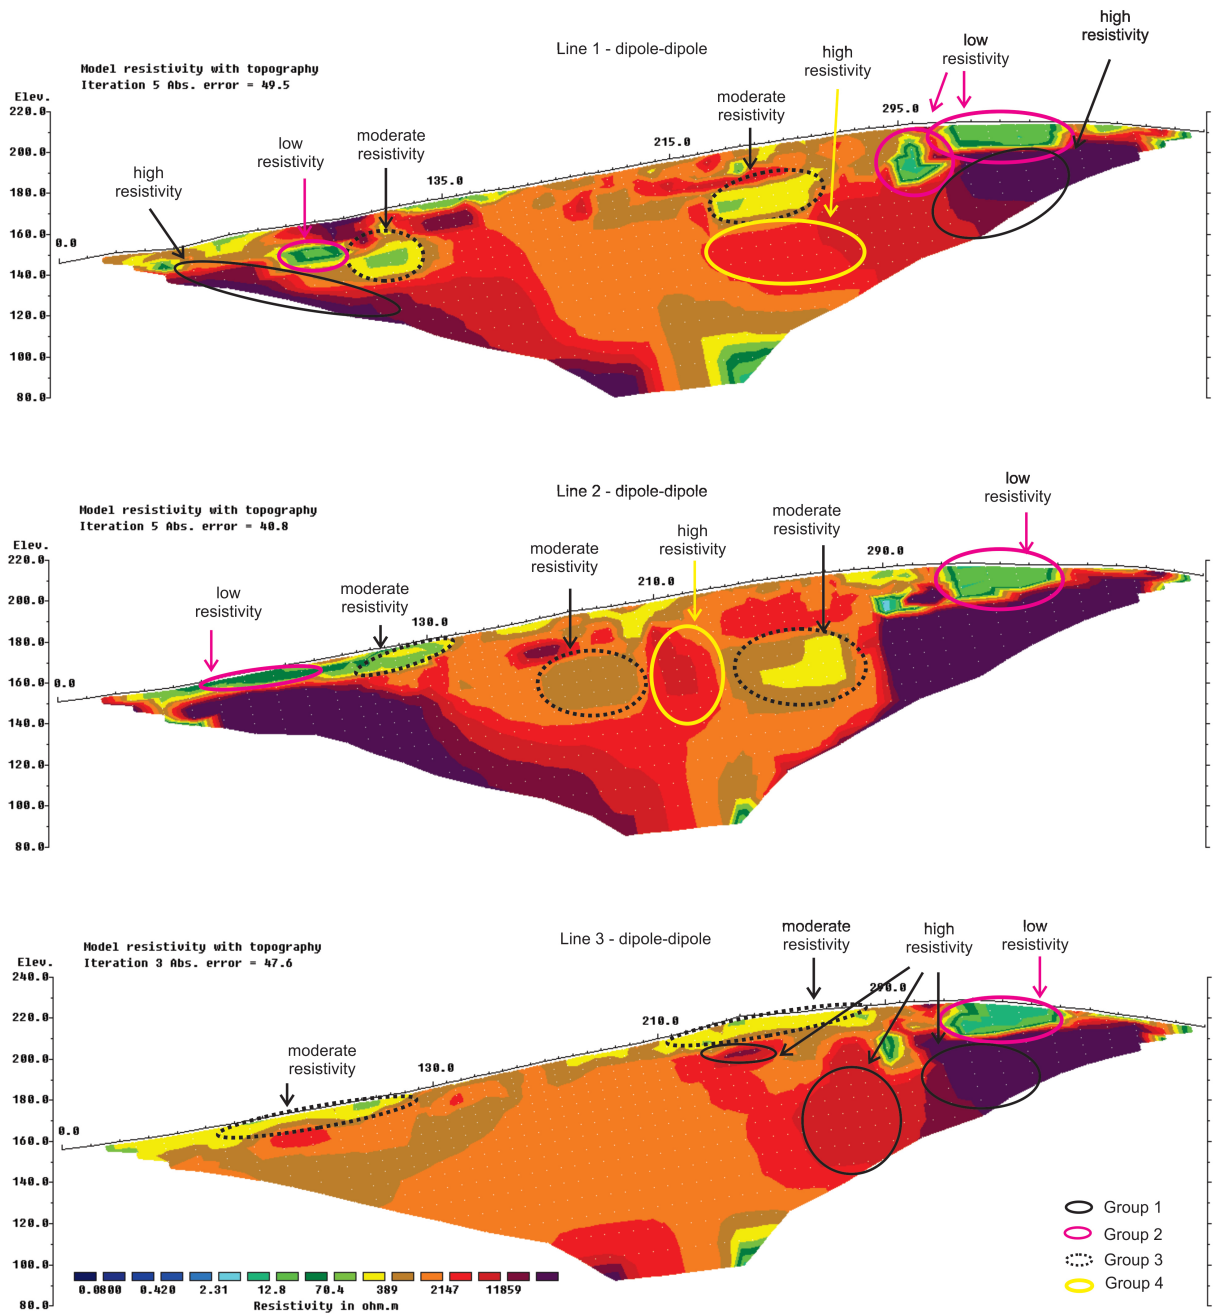 Line 1 - dipole-dipole
Model resistivity with topography
Iteration 5 Abs. error = 49.5
Elev.
220.0
200.0
180.0
160.0
140.0
120.0
100.0
80.0
0.0
135.0
215.0
295.0
high
resistivity
low
resistivity
moderate
resistivity
moderate
resistivity
high
resistivity
low
resistivity
high
resistivity
Line 2 - dipole-dipole
Model resistivity with topography
Iteration 5 Abs. error = 40.8
Elev.
220.0
200.0
180.0
160.0
140.0
120.0
100.0
80.0
0.0
130.0
210.0
290.0
low
resistivity
moderate
resistivity
moderate
resistivity
high
resistivity
moderate
resistivity
low
resistivity
Line 3 - dipole-dipole
Model resistivity with topography
Iteration 3 Abs. error = 47.6
Elev.
240.0
220.0
200.0
180.0
160.0
140.0
120.0
100.0
80.0
0.0
130.0
210.0
290.0
moderate
resistivity
moderate
resistivity
high
resistivity
low
resistivity
0.0800 0.420 2.31 12.8 70.4 389 2147 11859
Resistivity in ohm.m
Group 1
Group 2
Group 3
Group 4